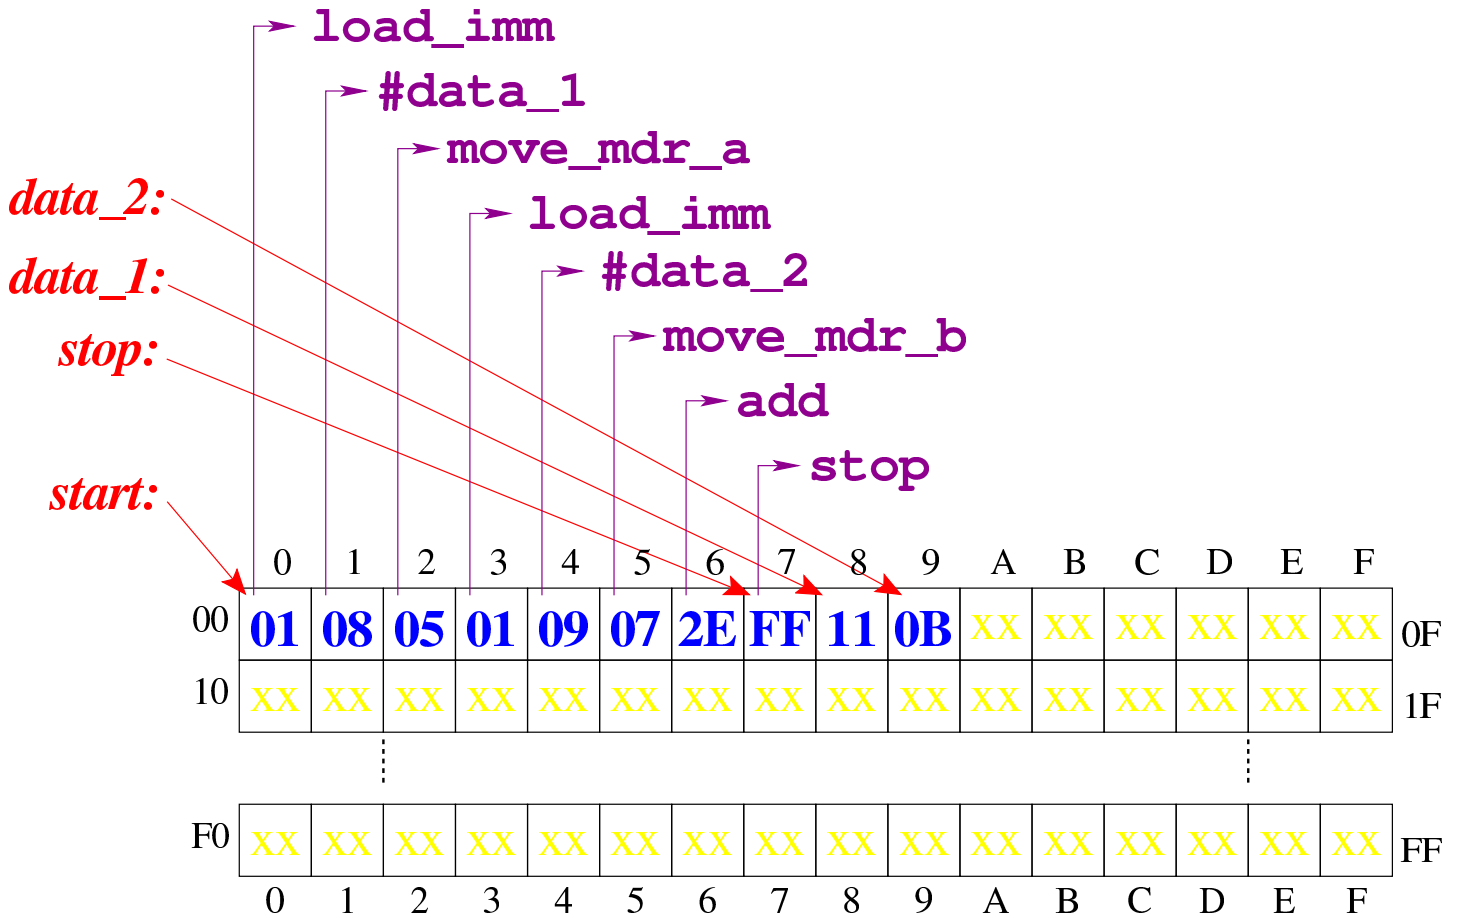 load_imm
#data_1
move_mdr_a
data_2:
load_imm
data_1:
#data_2
stop:
move_mdr_b
add
stop
start:
0 1 2 3 4 5 6 7 8 9 A B C D E F
00 01 08 05 01 09 07 2E FF 11 0B XX XX XX XX XX XX 0F
10 XX XX XX XX XX XX XX XX XX XX XX XX XX XX XX XX 1F
F0 XX XX XX XX XX XX XX XX XX XX XX XX XX XX XX XX FF
0 1 2 3 4 5 6 7 8 9 A B C D E F